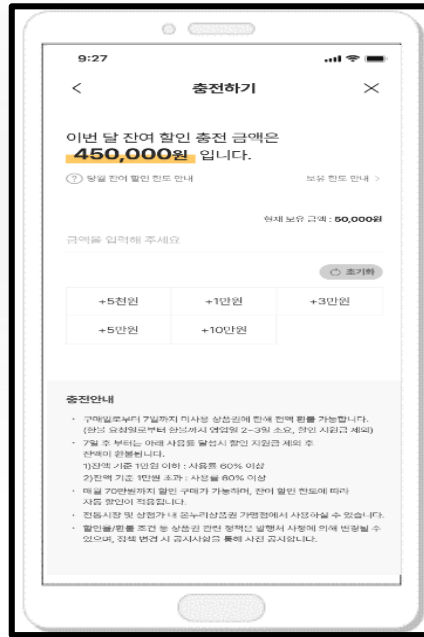 9:27
충전하기
이번 달 잔여 할인 충전 금액은
450,000원 입니다.
? 당월 잔여 할인 한도 안내
보유 한도 안내 >
현재 보유 금액 : 50,000원
금액을 입력해 주세요
초기화
+5천원 +1만원 +3만원
+5만원 +10만원
충전안내
· 구매일로부터 7일까지 미사용 상품권에 한해 전액 환불 가능합니다.
(환불 요청일로부터 환불까지 영업일 2~3일 소요, 할인 지원금 제외)
· 7일 후 부터는 아래 사용률 달성시 할인 지원금 제외 후
잔액이 환불됩니다.
1)잔액 기준 1만원 이하 : 사용률 80% 이상
2)잔액 기준 1만원 초과 : 사용률 60% 이상
· 매월 70만원까지 할인 구매가 가능하며, 잔여 할인 한도에 따라
자동 할인이 적용됩니다.
· 전통시장 및 상점가 내 온누리상품권 가맹점에서 사용하실 수 있습니다.
· 할인율/환불 조건 등 상품권 관련 정책은 발행사 사정에 의해 변경될 수
있으며, 정책 변경 시 공지사항을 통해 사전 공지합니다.